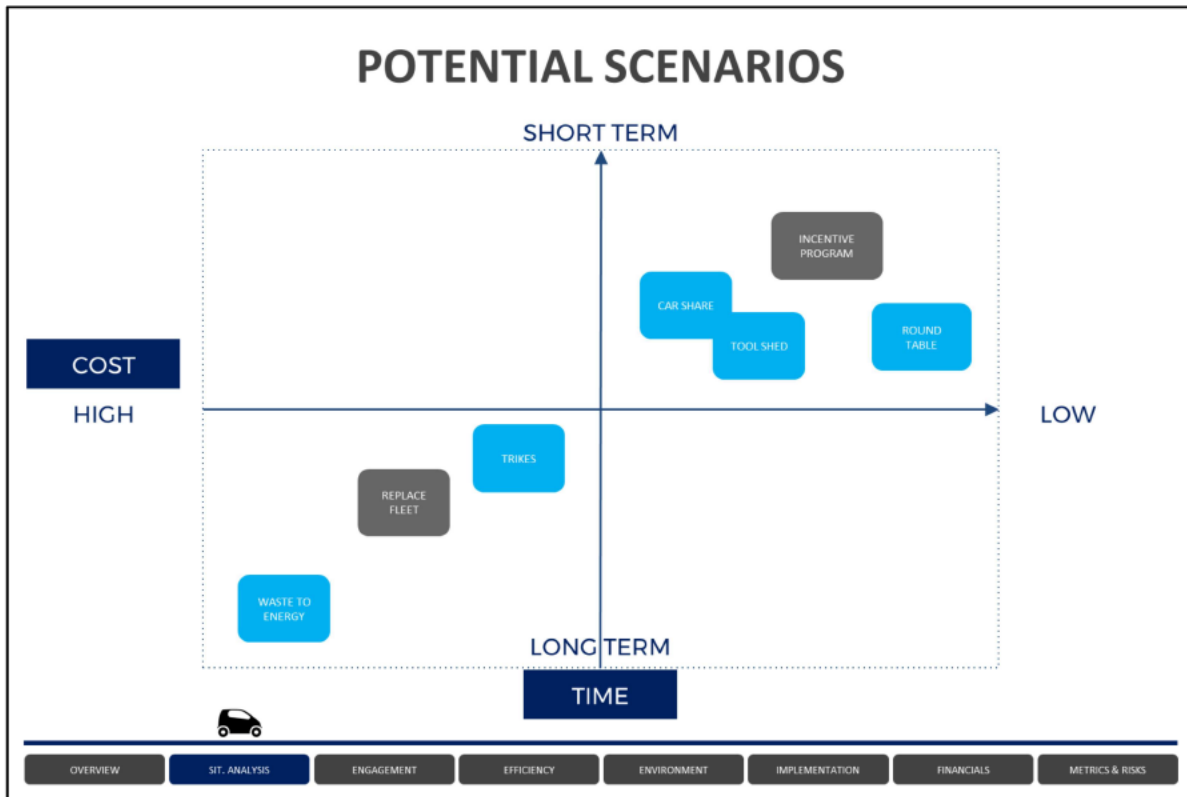 POTENTIAL SCENARIOS
SHORT TERM
INCENTIVE
PROGRAM
CAR SHARE
TOOL SHED
ROUND
TABLE
COST
HIGH
LOW
TRIKES
REPLACE
FLEET
WASTE TO
ENERGY
LONG TERM
TIME
OVERVIEW
SIT. ANALYSIS
ENGAGEMENT
EFFICIENCY
ENVIRONMENT
IMPLEMENTATION
FINANCIALS
METRICS & RISKS